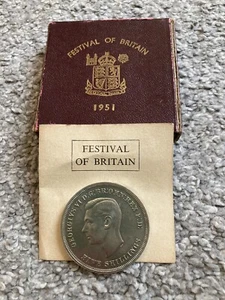 FESTIVAL OF BRITAIN
1951
FESTIVAL
OF BRITAIN
FIVE SHILLINGS